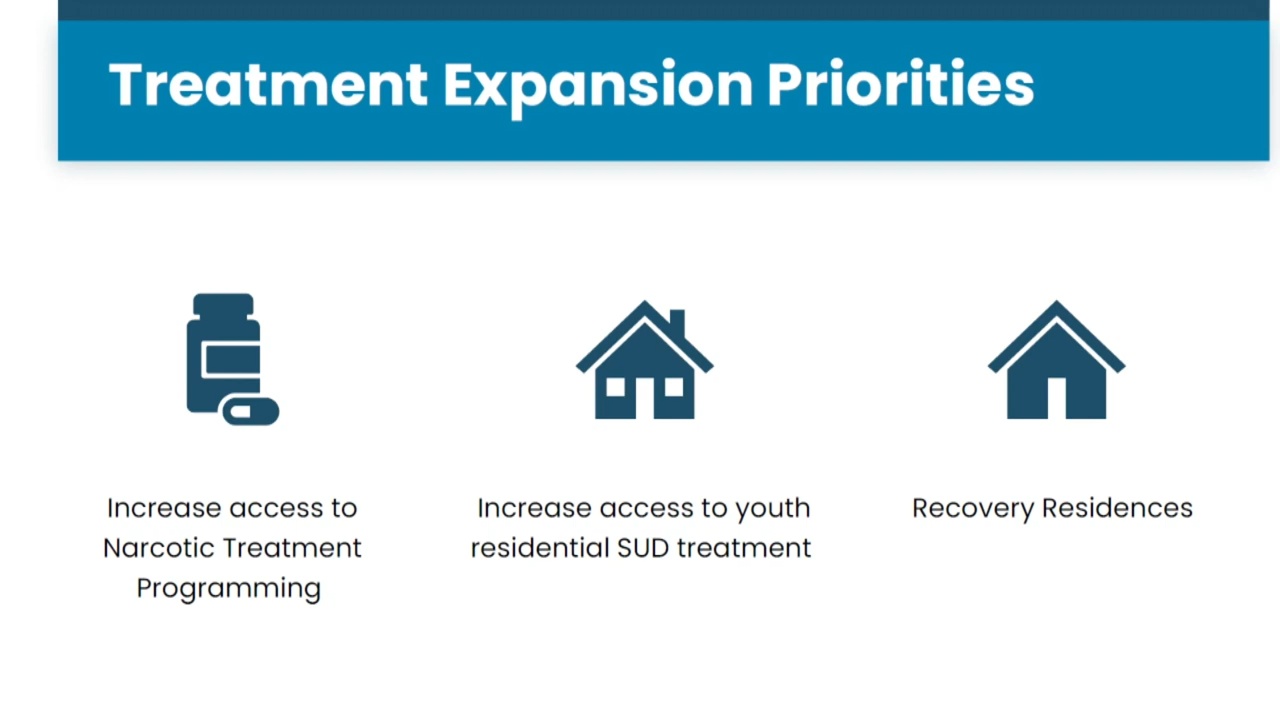 Treatment Expansion Priorities
Increase access to
Narcotic Treatment
Programming
Increase access to youth
residential SUD treatment
Recovery Residences